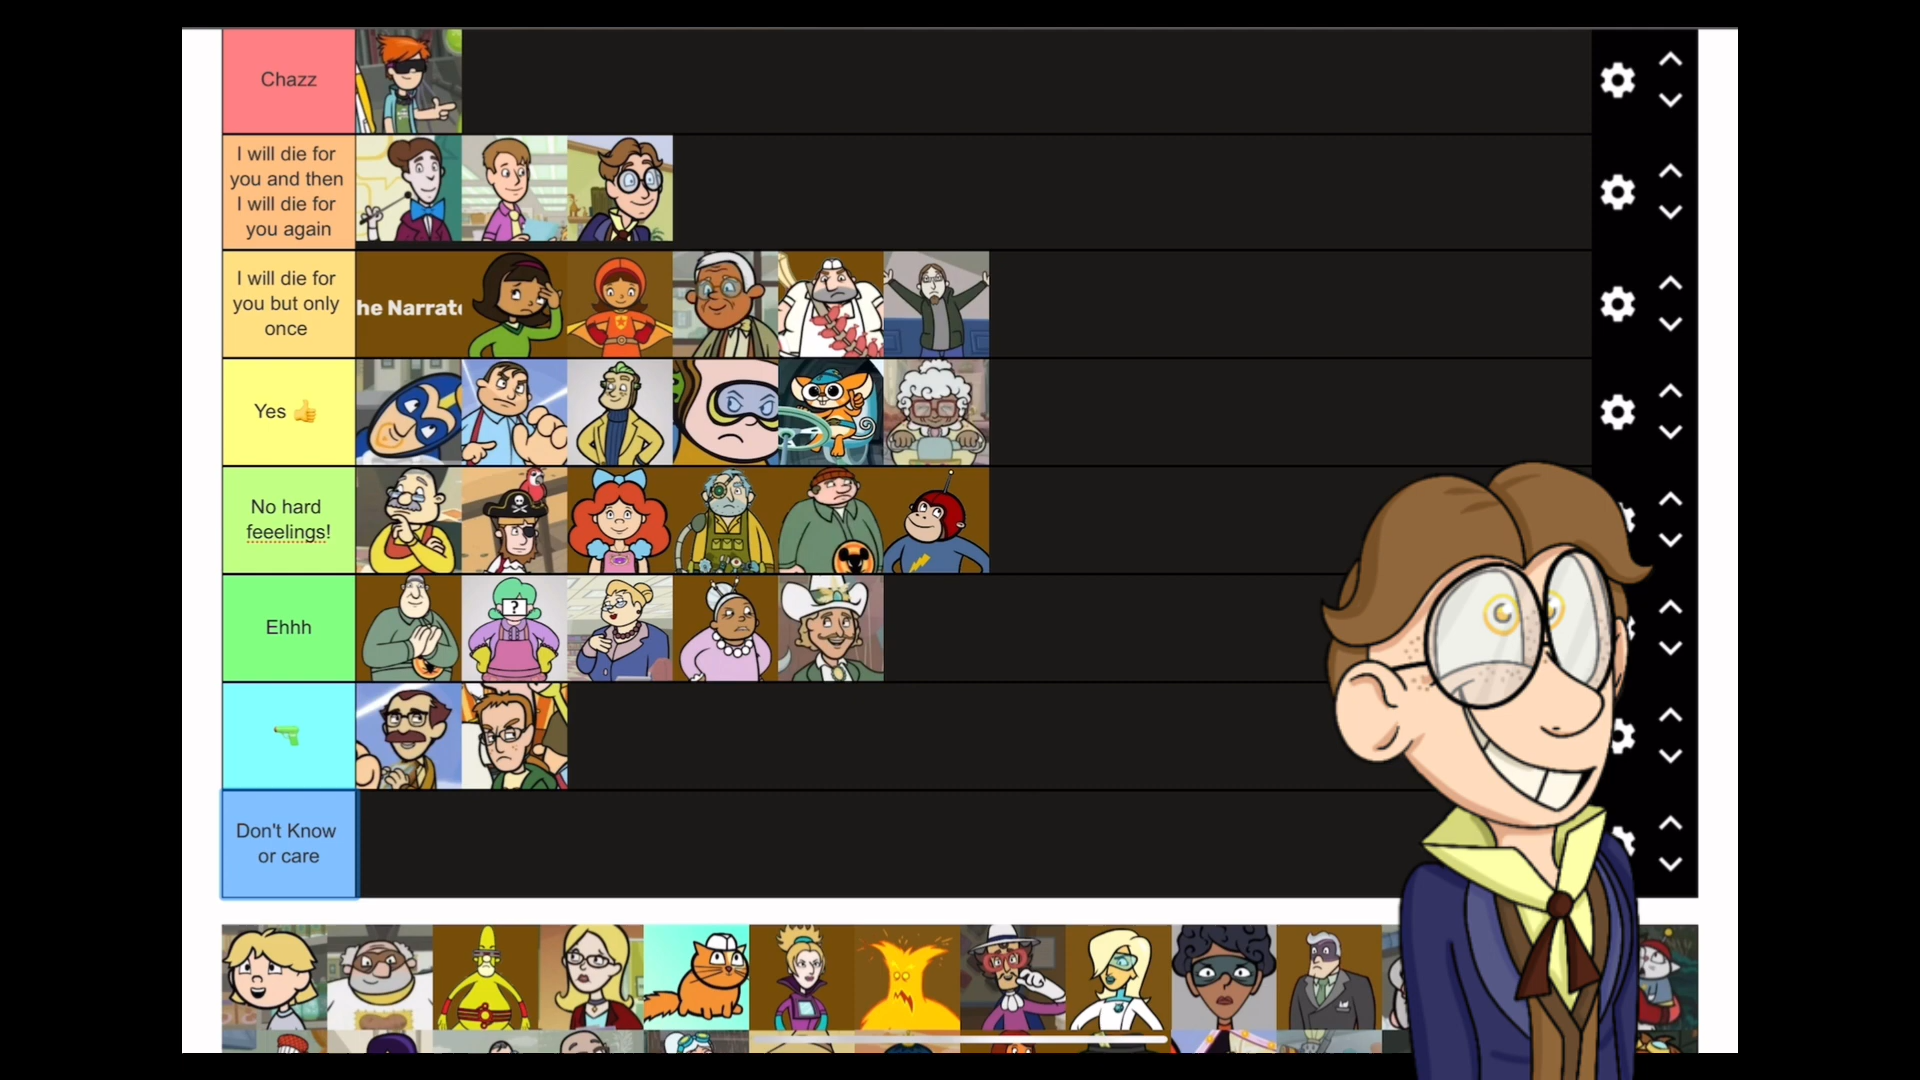 Chazz
I will die for
you and then
I will die for
you again
I will die for
you but only
once
he Narrat
Yes 👍
No hard
feeelings!
Ehhh
?
🔫
Don't Know
or care